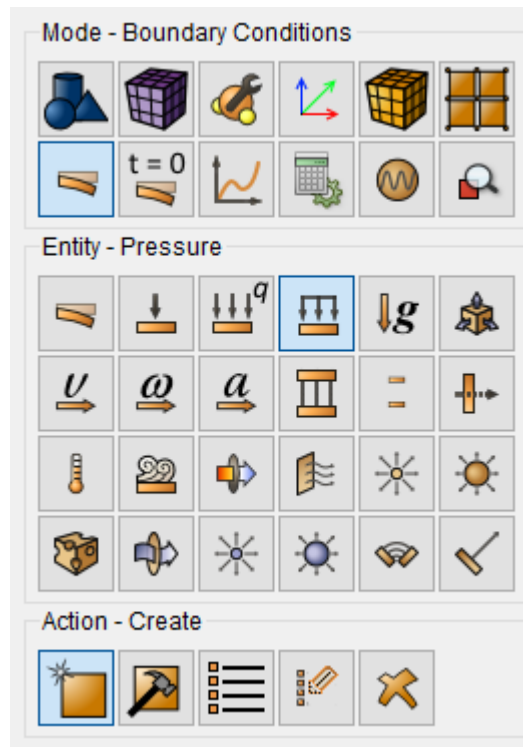 Mode - Boundary Conditions
t = 0
Entity - Pressure
q
g
υ ω a
Action - Create